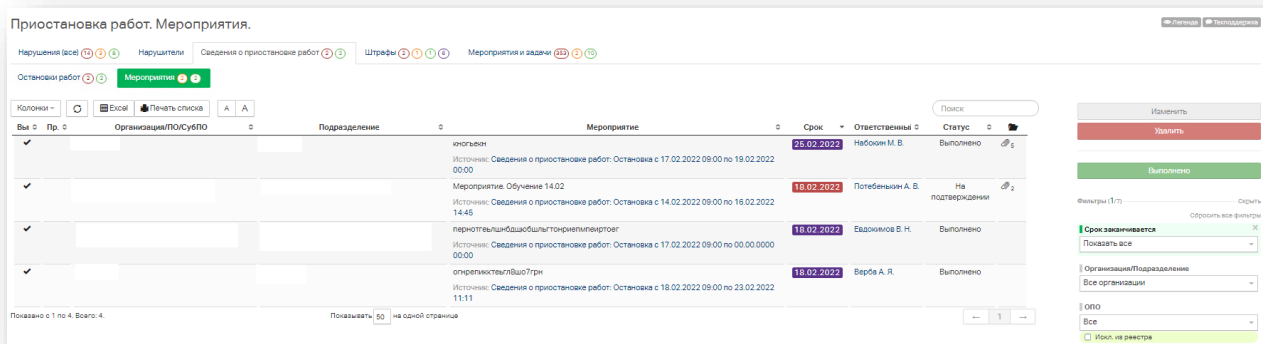 Приостановка работ. Мероприятия.
Легенда Техподдержка
Нарушения (все) 14 3 8 Нарушители Сведения о приостановке работ 2 2 Штрафы 2 1 1 8 Мероприятия и задачи 353 2 10
Остановки работ 2 2 Мероприятия 2 2
Колонки Excel Печать списка A A Поиск
Вы Пр. Организация/ПО/СубПО Подразделение Мероприятие Срок Ответственный Статус
кногьекн 25.02.2022 Набокин М. В. Выполнено 5
Источник: Сведения о приостановке работ: Остановка с 17.02.2022 09:00 по 19.02.2022
00:00
Мероприятие. Обучение 14.02 18.02.2022 Потебенькин А. В. На
подтверждении 2
Источник: Сведения о приостановке работ: Остановка с 14.02.2022 09:00 по 16.02.2022
14:45
18.02.2022 Евдокимов В. Н. Выполнено
Источник: Сведения о приостановке работ: Остановка с 17.02.2022 09:00 по 00.00.0000
00:00
18.02.2022 Верба А. Я. Выполнено
Источник: Сведения о приостановке работ: Остановка с 18.02.2022 09:00 по 23.02.2022
11:11
Показано с 1 по 4. Всего: 4. Показывать 50 на одной странице ← 1 →
Изменить
Удалить
Выполнено
Фильтры (1/7) Скрыть
Сбросить все фильтры
Срок заканчивается ×
Показать все
Организация/Подразделение
Все организации
ОПО
Все
Искл. из реестра